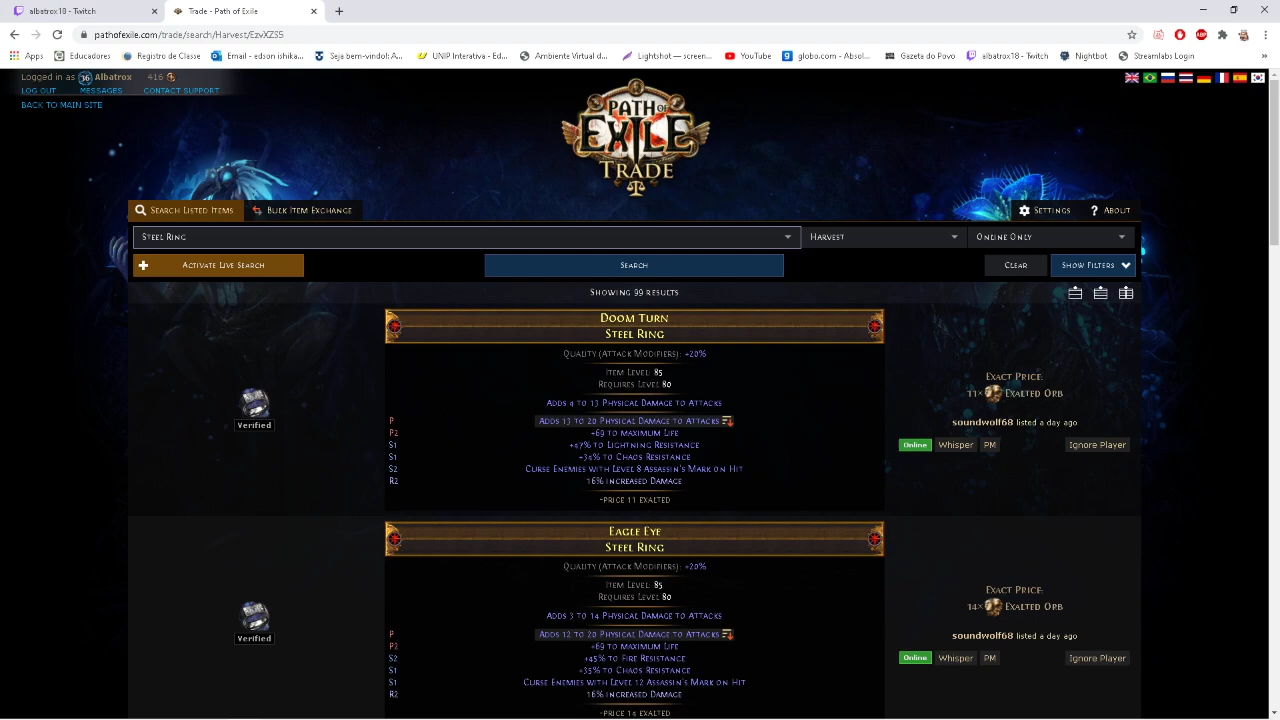 albatrox18 - Twitch
Trade - Path of Exile
pathofexile.com/trade/search/Harvest/EzvXZS5
Apps
Educadores
Registro de Classe
Email - edson ishika...
Seja bem-vindo(: A...
UNIP Interativa - Ed...
Ambiente Virtual d...
Lightshot — screen...
YouTube
globo.com - Absol...
Gazeta do Povo
albatrox18 - Twitch
Nightbot
Streamlabs Login
Logged in as Albatrox 416
LOG OUT MESSAGES CONTACT SUPPORT
BACK TO MAIN SITE
PATH OF
EXILE
TRADE
Search Listed Items
Bulk Item Exchange
Settings
? About
Steel Ring
Harvest
Online Only
Activate Live Search
Search
Clear
Show Filters
Showing 99 results
Doom Turn
Steel Ring
Quality (Attack Modifiers): +20%
Item Level: 85
Requires Level 80
Adds 4 to 13 Physical Damage to Attacks
P Adds 13 to 20 Physical Damage to Attacks
P2 +69 to maximum Life
S1 +47% to Lightning Resistance
S1 +34% to Chaos Resistance
S2 Curse Enemies with Level 8 Assassin's Mark on Hit
R2 16% increased Damage
~price 11 exalted
Verified
Exact Price:
11× Exalted Orb
soundwolf68 listed a day ago
Online Whisper PM Ignore Player
Eagle Eye
Steel Ring
Quality (Attack Modifiers): +20%
Item Level: 85
Requires Level 80
Adds 3 to 14 Physical Damage to Attacks
P Adds 12 to 20 Physical Damage to Attacks
P2 +69 to maximum Life
S2 +45% to Fire Resistance
S1 +35% to Chaos Resistance
S1 Curse Enemies with Level 12 Assassin's Mark on Hit
R2 16% increased Damage
~price 14 exalted
Verified
Exact Price:
14× Exalted Orb
soundwolf68 listed a day ago
Online Whisper PM Ignore Player